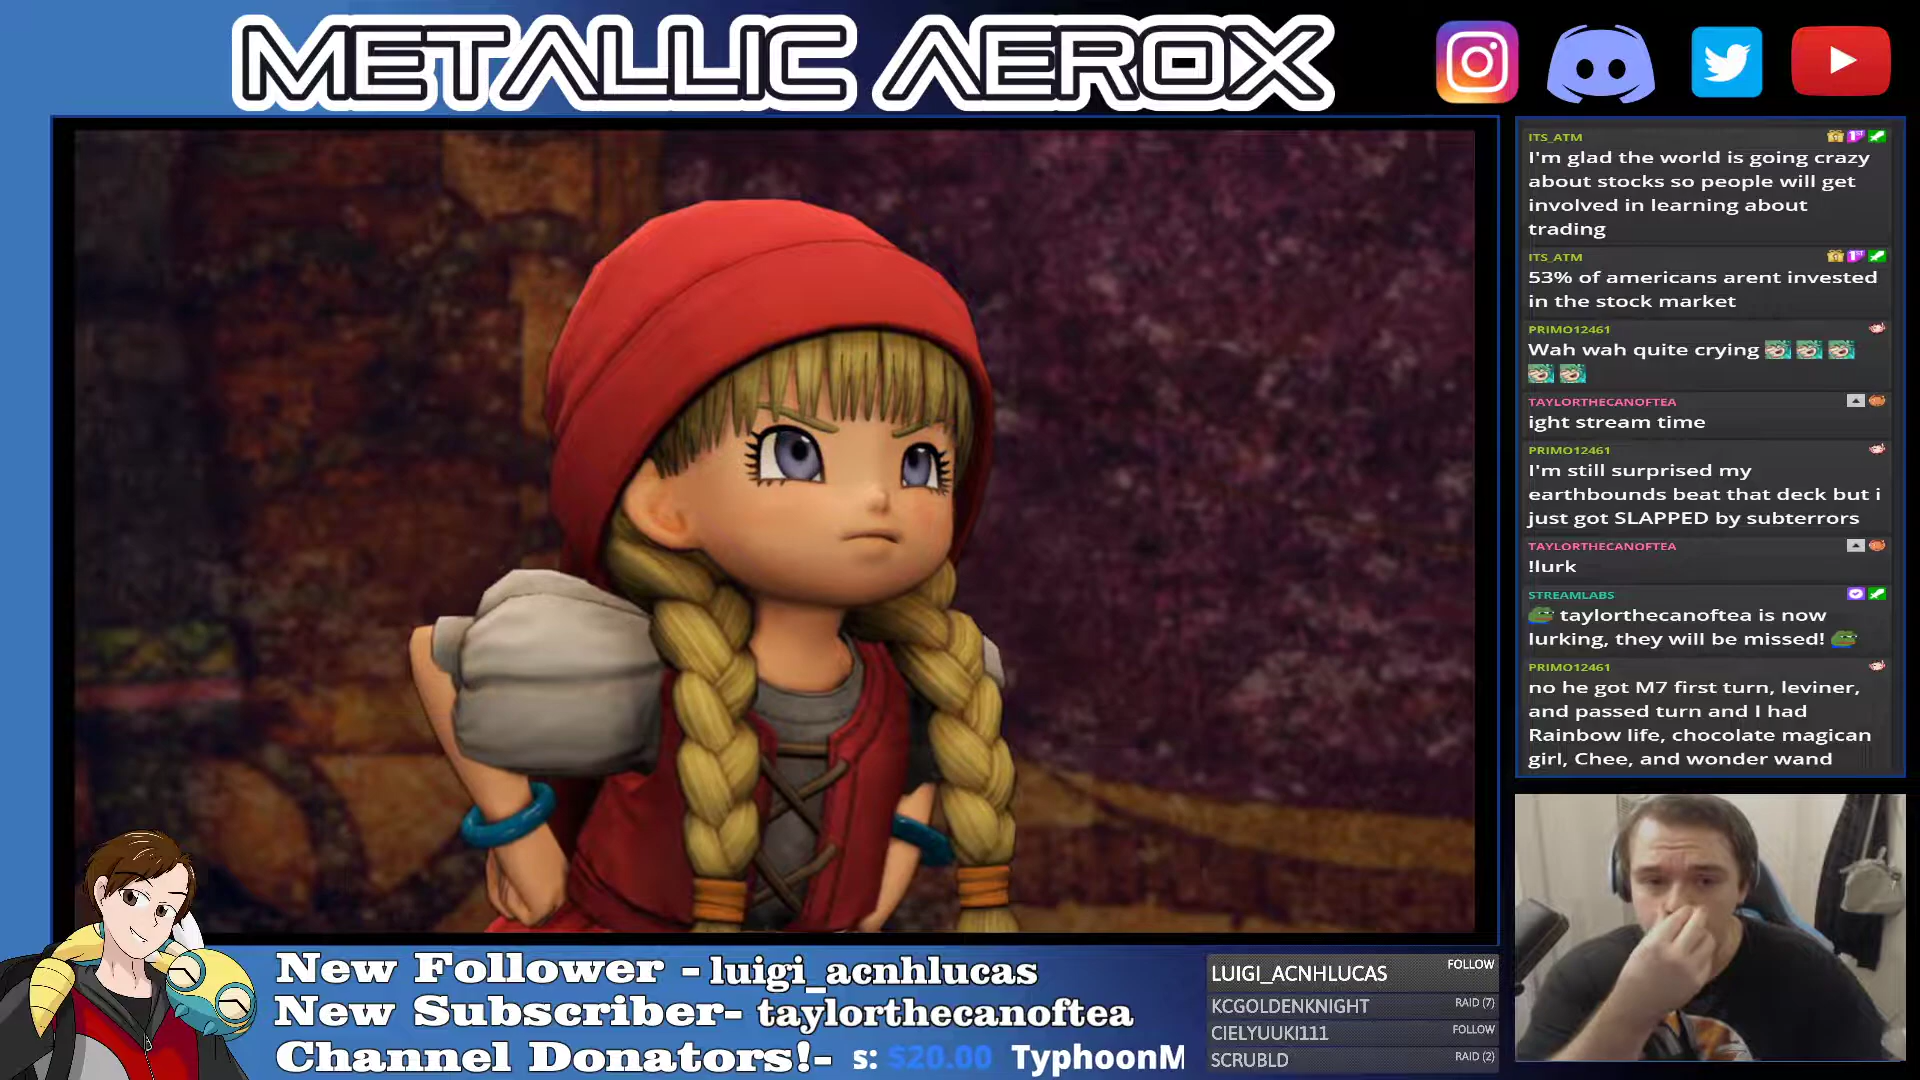 METALLIC AEROX
ITS_ATM
I'm glad the world is going crazy
about stocks so people will get
involved in learning about
trading
ITS_ATM
53% of americans arent invested
in the stock market
PRIMO12461
Wah wah quite crying
TAYLORTHECANOFTEA
ight stream time
PRIMO12461
I'm still surprised my
earthbounds beat that deck but i
just got SLAPPED by subterrors
TAYLORTHECANOFTEA
!lurk
STREAMLABS
taylorthecanoftea is now
lurking, they will be missed!
PRIMO12461
no he got M7 first turn, leviner,
and passed turn and I had
Rainbow life, chocolate magican
girl, Chee, and wonder wand
New Follower - luigi_acnhlucas
New Subscriber- taylorthecanoftea
Channel Donators!- s: $20.00 TyphoonM
LUIGI_ACNHLUCAS FOLLOW
KCGOLDENKNIGHT RAID (7)
CIELYUUKI111 FOLLOW
SCRUBLD RAID (2)